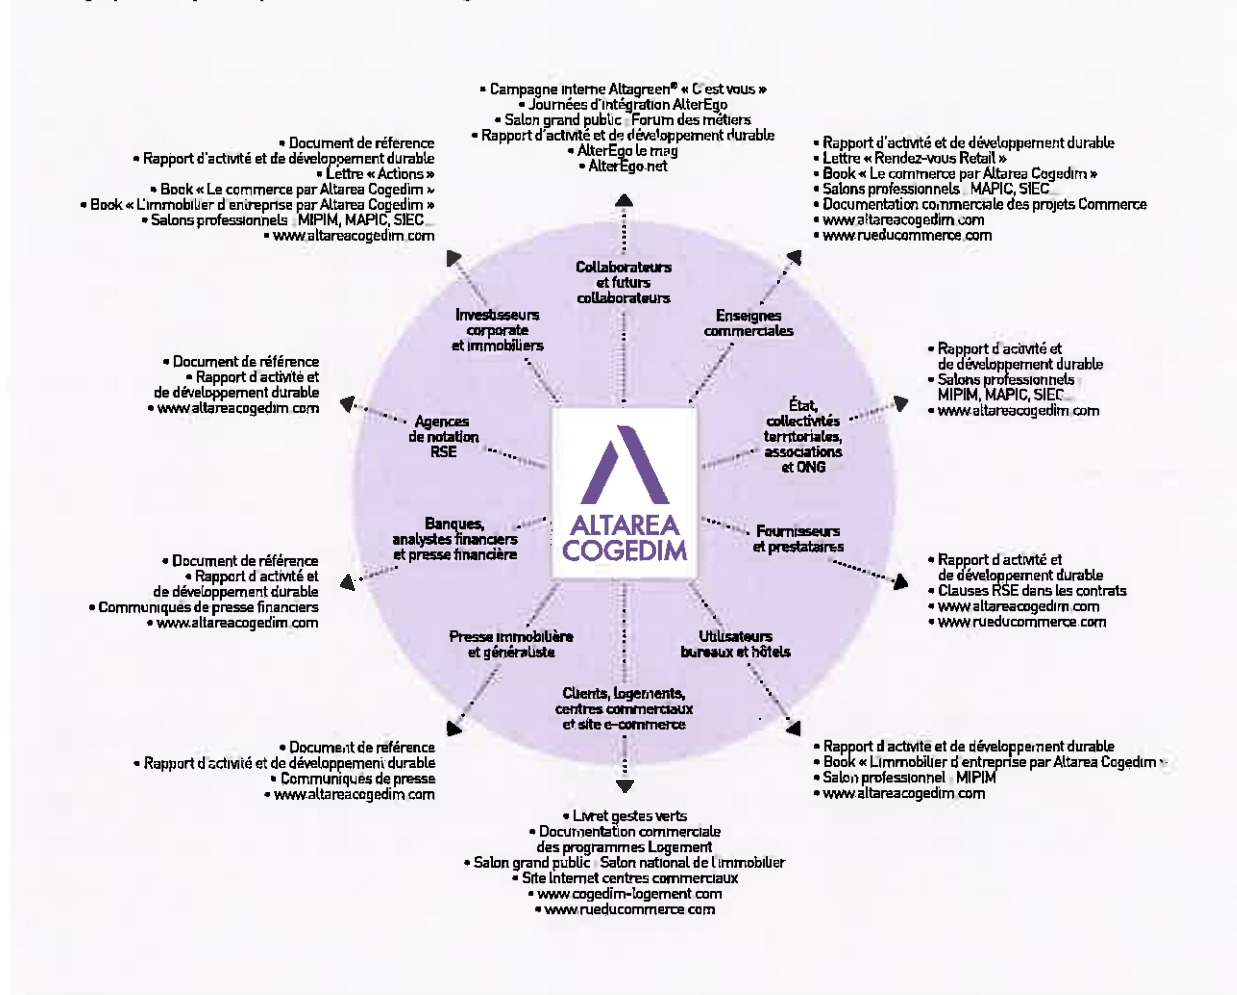 • Campagne interne Altagreen® « C'est vous »
• Journées d'intégration AlterEgo
• Salon grand public : Forum des métiers
• Rapport d'activité et de développement durable
• AlterEgo le mag
• AlterEgo.net
• Document de référence
• Rapport d'activité et de développement durable
• Lettre « Actions »
• Book « Le commerce par Altarea Cogedim »
• Book « L'immobilier d'entreprise par Altarea Cogedim »
• Salons professionnels : MIPIM, MAPIC, SIEC...
• www.altareacogedim.com
• Rapport d'activité et de développement durable
• Lettre « Rendez-vous Retail »
• Book « Le commerce par Altarea Cogedim »
• Salons professionnels : MAPIC, SIEC...
• Documentation commerciale des projets Commerce
• www.altareacogedim.com
• www.rueducommerce.com
Collaborateurs
et futurs
collaborateurs
Investisseurs
corporate
et immobiliers
Enseignes
commerciales
• Document de référence
• Rapport d'activité et
de développement durable
• www.altareacogedim.com
Agences
de notation
RSE
État,
collectivités
territoriales,
associations
et ONG
• Rapport d'activité et
de développement durable
• Salons professionnels :
MIPIM, MAPIC, SIEC...
• www.altareacogedim.com
ALTAREA
COGEDIM
Banques,
analystes financiers
et presse financière
Fournisseurs
et prestataires
• Document de référence
• Rapport d'activité et
de développement durable
• Communiqués de presse financiers
• www.altareacogedim.com
• Rapport d'activité et
de développement durable
• Clauses RSE dans les contrats
• www.altareacogedim.com
• www.rueducommerce.com
Presse immobilière
et généraliste
Utilisateurs
bureaux et hôtels
Clients, logements,
centres commerciaux
et site e-commerce
• Document de référence
• Rapport d'activité et de développement durable
• Communiqués de presse
• www.altareacogedim.com
• Rapport d'activité et de développement durable
• Book « L'immobilier d'entreprise par Altarea Cogedim »
• Salon professionnel : MIPIM
• www.altareacogedim.com
• Livret gestes verts
• Documentation commerciale
des programmes Logement
• Salon grand public : Salon national de l'immobilier
• Site Internet centres commerciaux
• www.cogedim-logement.com
• www.rueducommerce.com